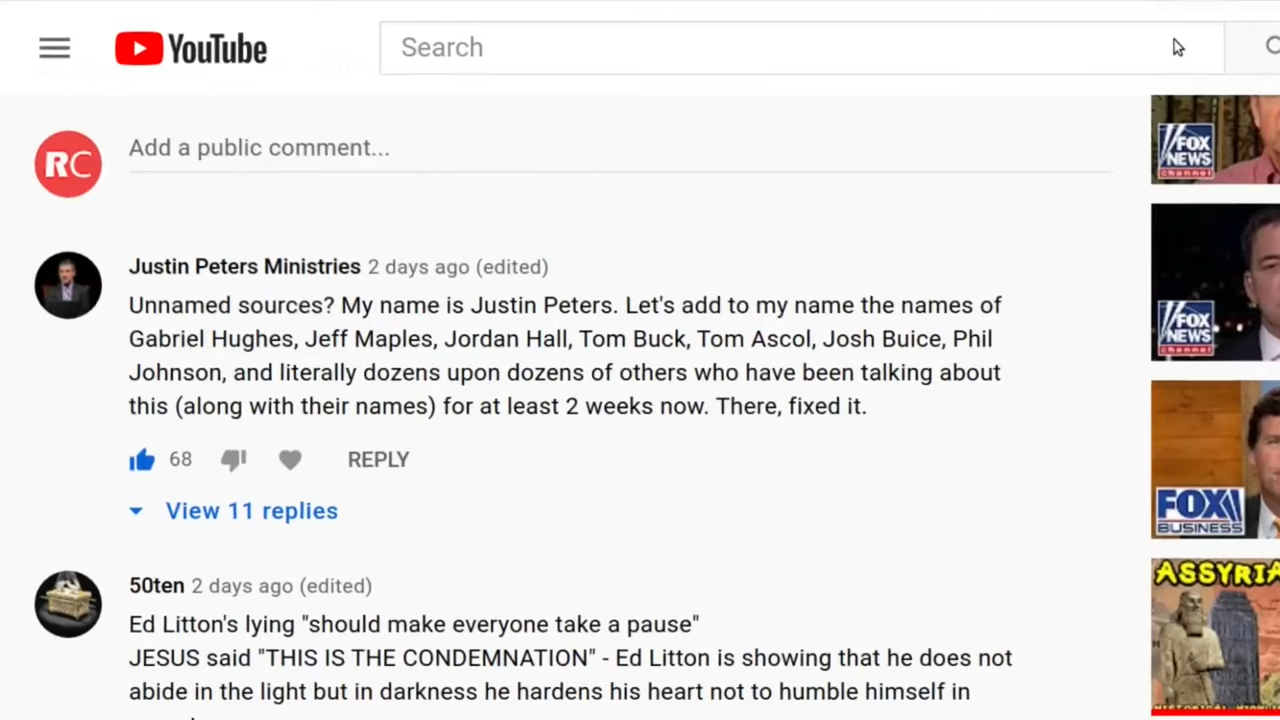 YouTube
Search
RC
Add a public comment...
FOX
NEWS
channel
Justin Peters Ministries 2 days ago (edited)
Unnamed sources? My name is Justin Peters. Let's add to my name the names of
Gabriel Hughes, Jeff Maples, Jordan Hall, Tom Buck, Tom Ascol, Josh Buice, Phil
Johnson, and literally dozens upon dozens of others who have been talking about
this (along with their names) for at least 2 weeks now. There, fixed it.
FOX
NEWS
channel
68
REPLY
View 11 replies
FOX
BUSINESS
50ten 2 days ago (edited)
ASSYRIA
Ed Litton's lying "should make everyone take a pause"
JESUS said "THIS IS THE CONDEMNATION" - Ed Litton is showing that he does not
abide in the light but in darkness he hardens his heart not to humble himself in